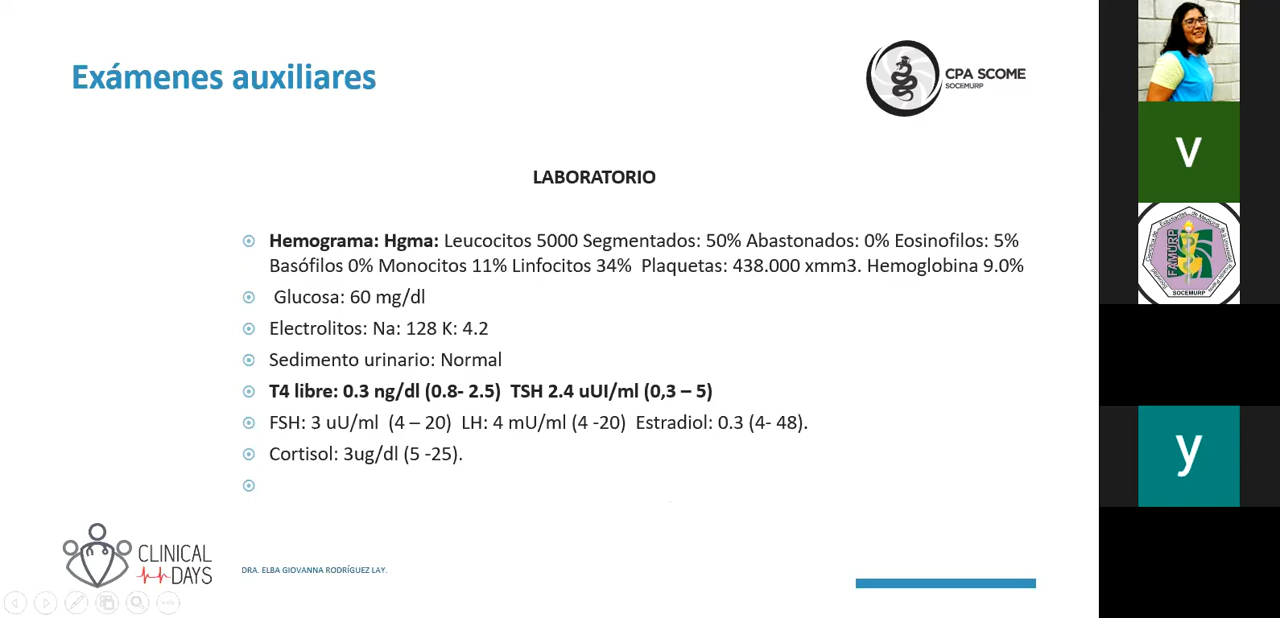 Exámenes auxiliares
CPA SCOME
SOCEMURP
LABORATORIO
Hemograma: Hgma: Leucocitos 5000 Segmentados: 50% Abastonados: 0% Eosinofilos: 5%
Basófilos 0% Monocitos 11% Linfocitos 34% Plaquetas: 438.000 xmm3. Hemoglobina 9.0%
Glucosa: 60 mg/dl
Electrolitos: Na: 128 K: 4.2
Sedimento urinario: Normal
T4 libre: 0.3 ng/dl (0.8- 2.5) TSH 2.4 uUI/ml (0,3 – 5)
FSH: 3 uU/ml (4 – 20) LH: 4 mU/ml (4 -20) Estradiol: 0.3 (4- 48).
Cortisol: 3ug/dl (5 -25).
CLINICAL
DAYS
DRA. ELBA GIOVANNA RODRÍGUEZ LAY.
V
FAMURP
SOCEMURP
y